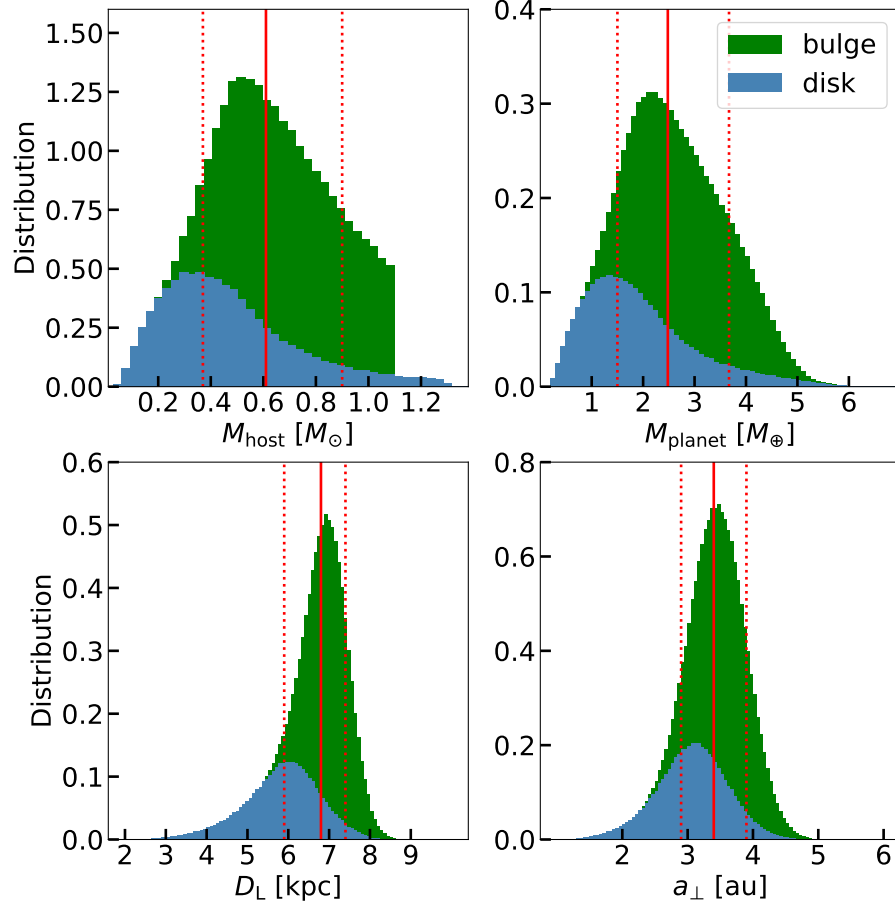 Distribution
1.50
1.25
1.00
0.75
0.50
0.25
0.00
0.2 0.4 0.6 0.8 1.0 1.2
M_host [M_⊙]
0.4
0.3
0.2
0.1
0.0
1 2 3 4 5 6
M_planet [M_⊕]
bulge
disk
Distribution
0.6
0.5
0.4
0.3
0.2
0.1
0.0
2 3 4 5 6 7 8 9
D_L [kpc]
0.8
0.6
0.4
0.2
0.0
2 3 4 5 6
a_⊥ [au]